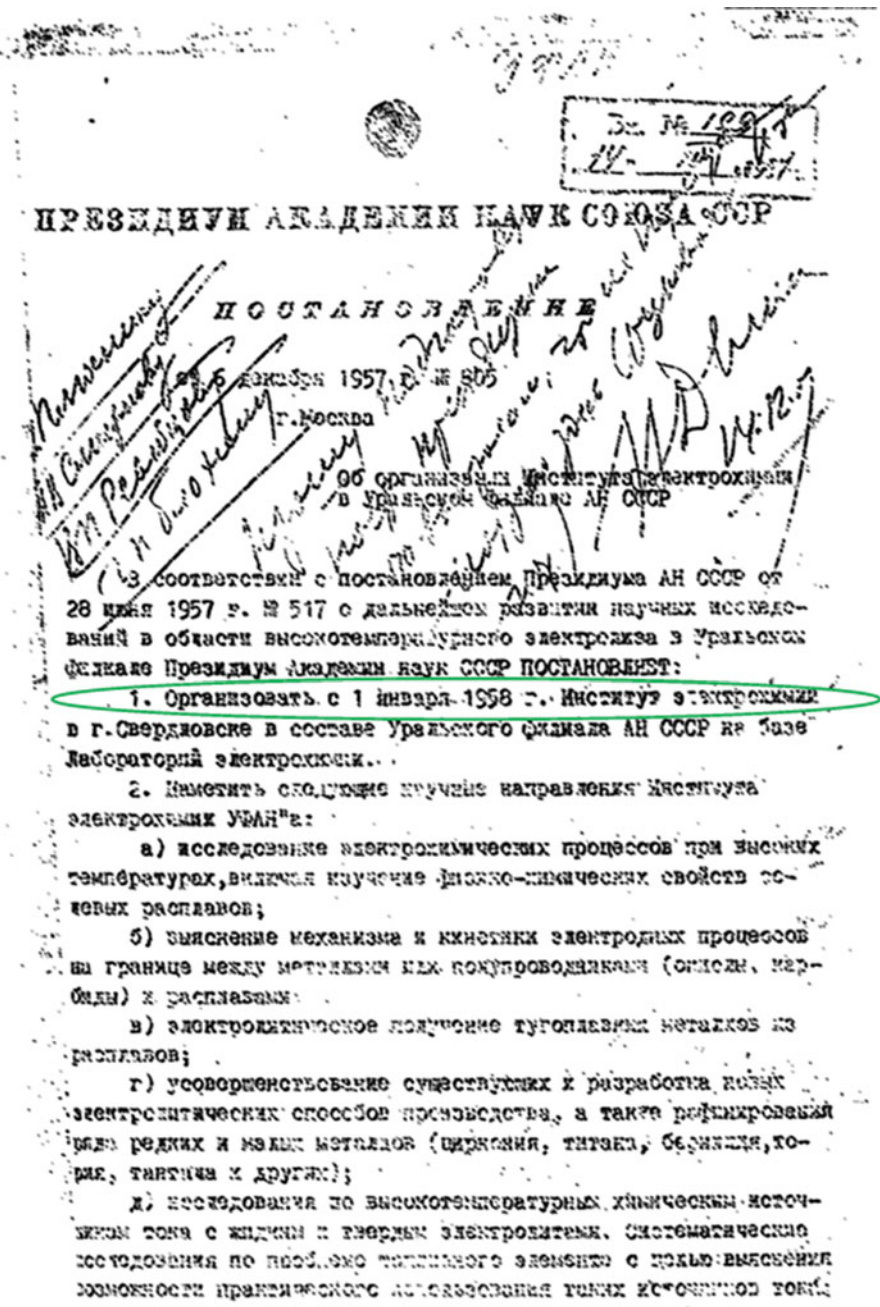 Вх. №
ПРЕЗИДИУМ АКАДЕМИИ НАУК СОЮЗА ССР
ПОСТАНОВЛЕНИЕ
от 6 декабря 1957 г. № 805
г.Москва
Об организации Института электрохимии
в Уральском филиале АН СССР
В соответствии с постановлением Президиума АН СССР от
28 июня 1957 г. № 517 о дальнейшем развитии научных исследо-
ваний в области высокотемпературного электролиза в Уральском
филиале Президиум Академии наук СССР ПОСТАНОВЛЯЕТ:
1. Организовать с 1 января 1958 г. Институт электрохимии
в г.Свердловске в составе Уральского филиала АН СССР на базе
Лаборатории электрохимии.
2. Наметить следующие научные направления Института
электрохимии УФАН"а:
а) исследование электрохимических процессов при высоких
температурах,включая изучение физико-химических свойств со-
левых расплавов;
б) выяснение механизма и кинетики электродных процессов
на границе между металлами или полупроводниками (окислы, кар-
биды) и расплавами
в) электролитическое получение тугоплавких металлов из
расплавов;
г) усовершенствование существующих и разработка новых
электролитических способов производства, а также рафинирования
ряда редких и малых металлов (циркония, титана, бериллия,то-
рия, тантала и других);
д) исследования по высокотемпературных химическим источ-
никам тока с жидким и твердым электролитами. Систематические
исследования по проблеме топливного элемента с целью выяснения
возможности практического использования таких источников тока;